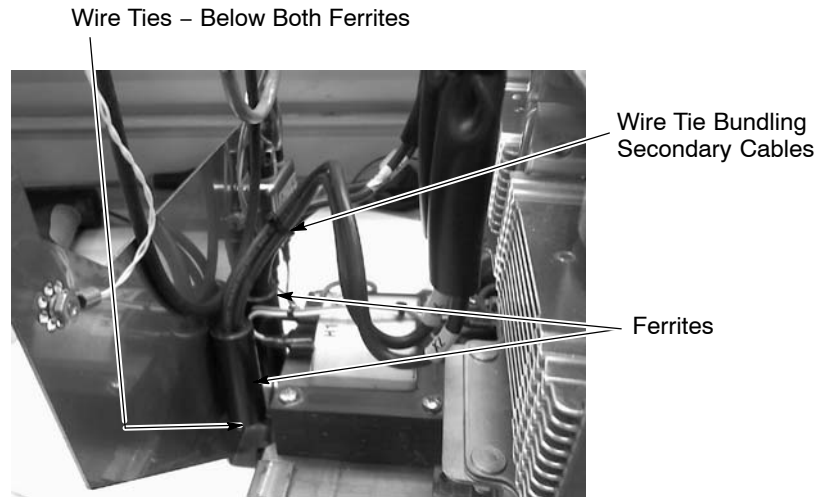 Wire Ties – Below Both Ferrites
Wire Tie Bundling
Secondary Cables
Ferrites